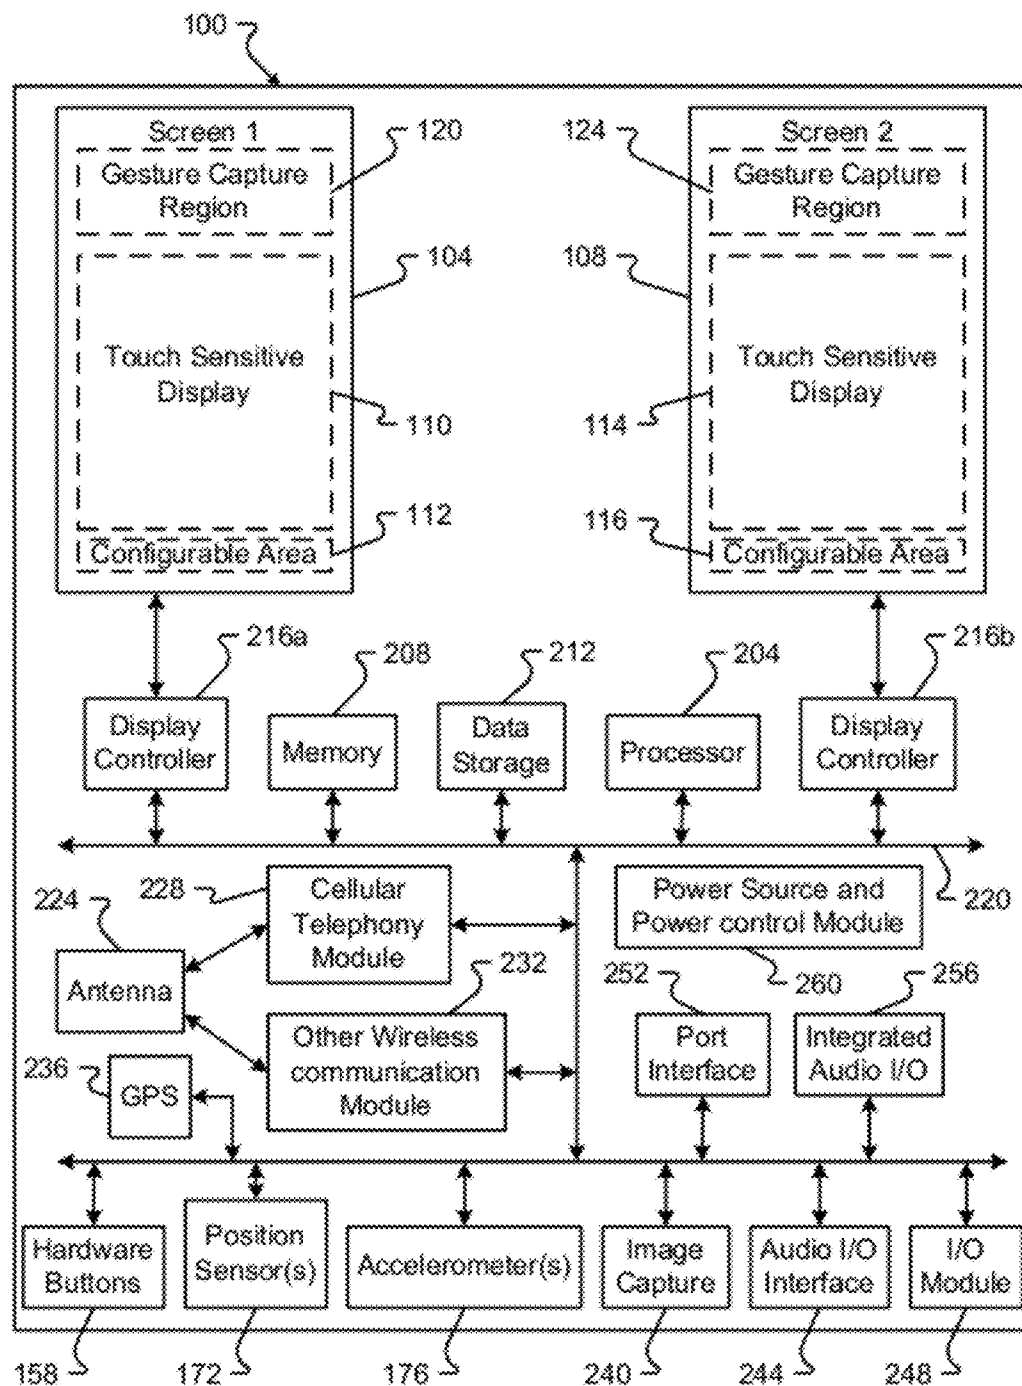 100
Screen 1
Gesture Capture
Region
120
104
Touch Sensitive
Display
110
112
Configurable Area
Screen 2
124
Gesture Capture
Region
108
Touch Sensitive
Display
114
116
Configurable Area
216a
208
212
204
216b
Display
Controller
Memory
Data
Storage
Processor
Display
Controller
220
224
228
Cellular
Telephony
Module
Power Source and
Power control Module
260
Antenna
232
Other Wireless
communication
Module
252
Port
Interface
256
Integrated
Audio I/O
236
GPS
Hardware
Buttons
Position
Sensor(s)
Accelerometer(s)
Image
Capture
Audio I/O
Interface
I/O
Module
158
172
176
240
244
248